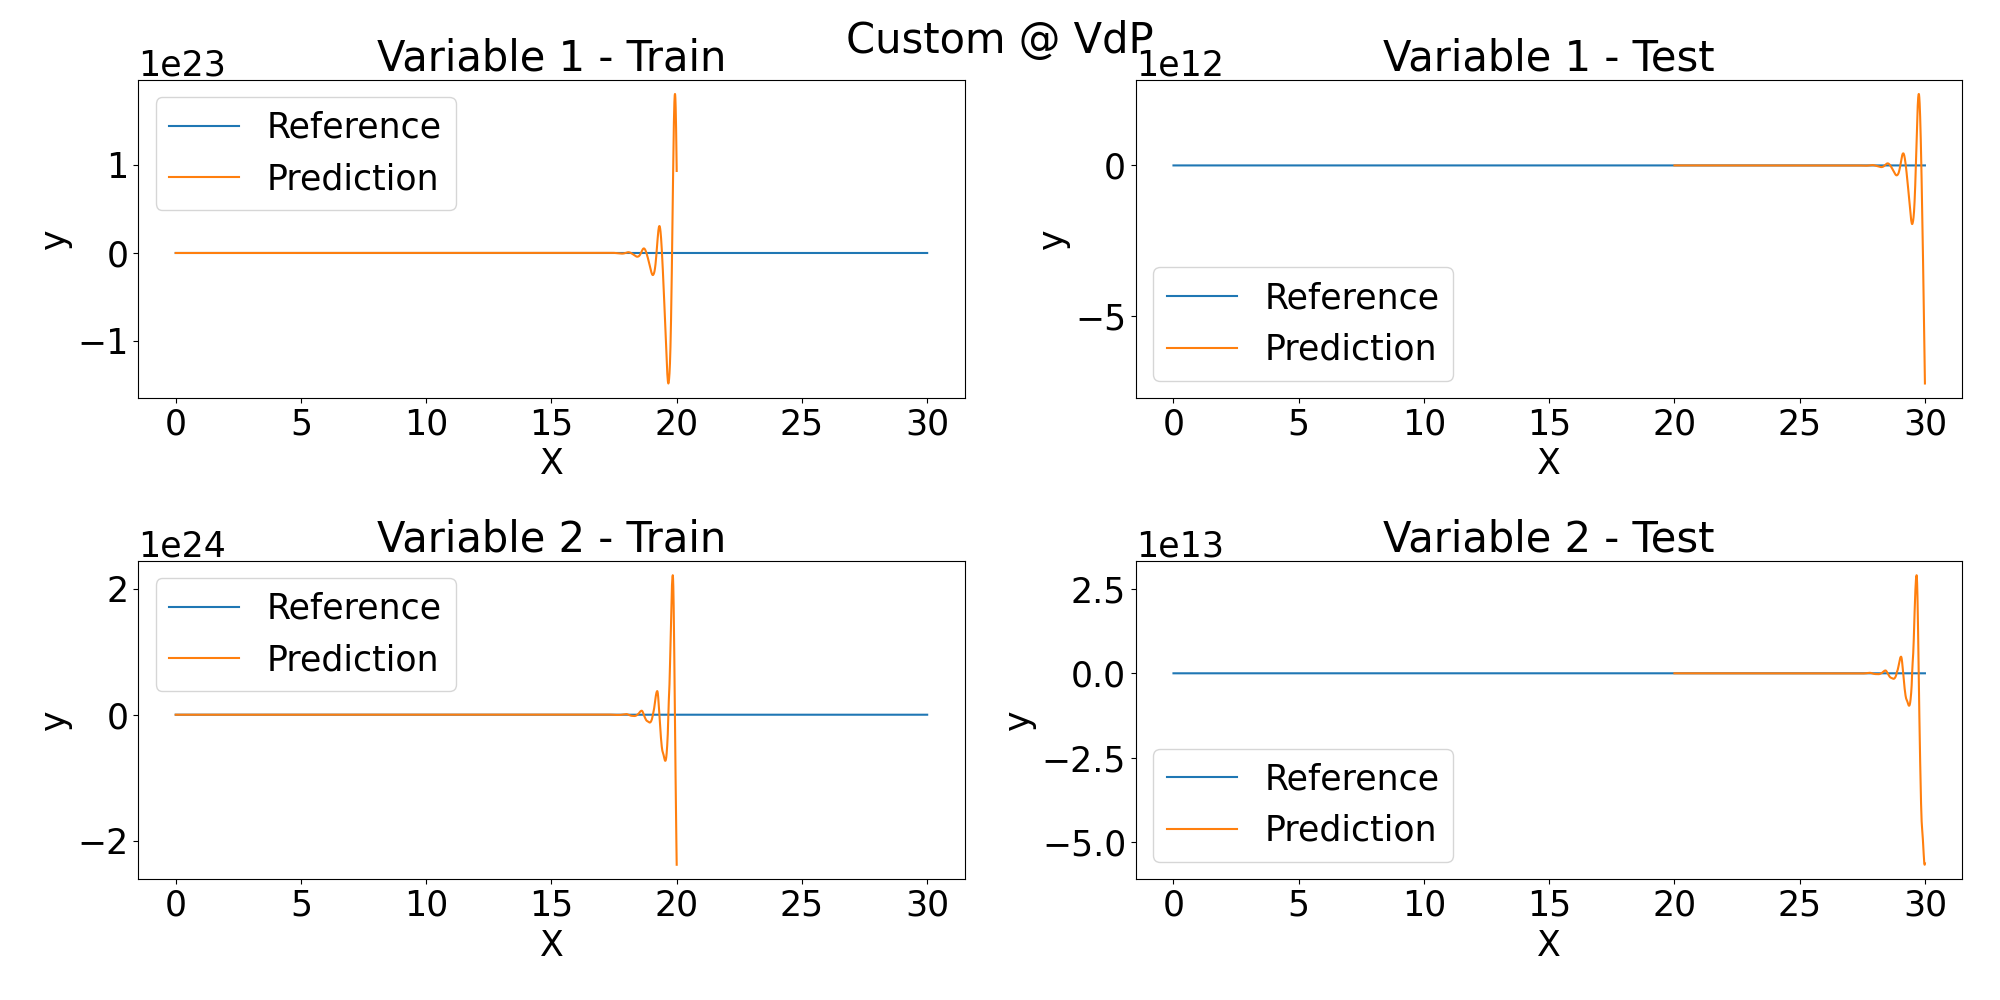 Custom @ VdP
Variable 1 - Train
1e23
Reference
Prediction
1
0
−1
y
0 5 10 15 20 25 30
X
Variable 1 - Test
1e12
0
−5
Reference
Prediction
y
0 5 10 15 20 25 30
X
Variable 2 - Train
1e24
Reference
Prediction
2
0
−2
y
0 5 10 15 20 25 30
X
Variable 2 - Test
1e13
2.5
0.0
−2.5
−5.0
Reference
Prediction
y
0 5 10 15 20 25 30
X